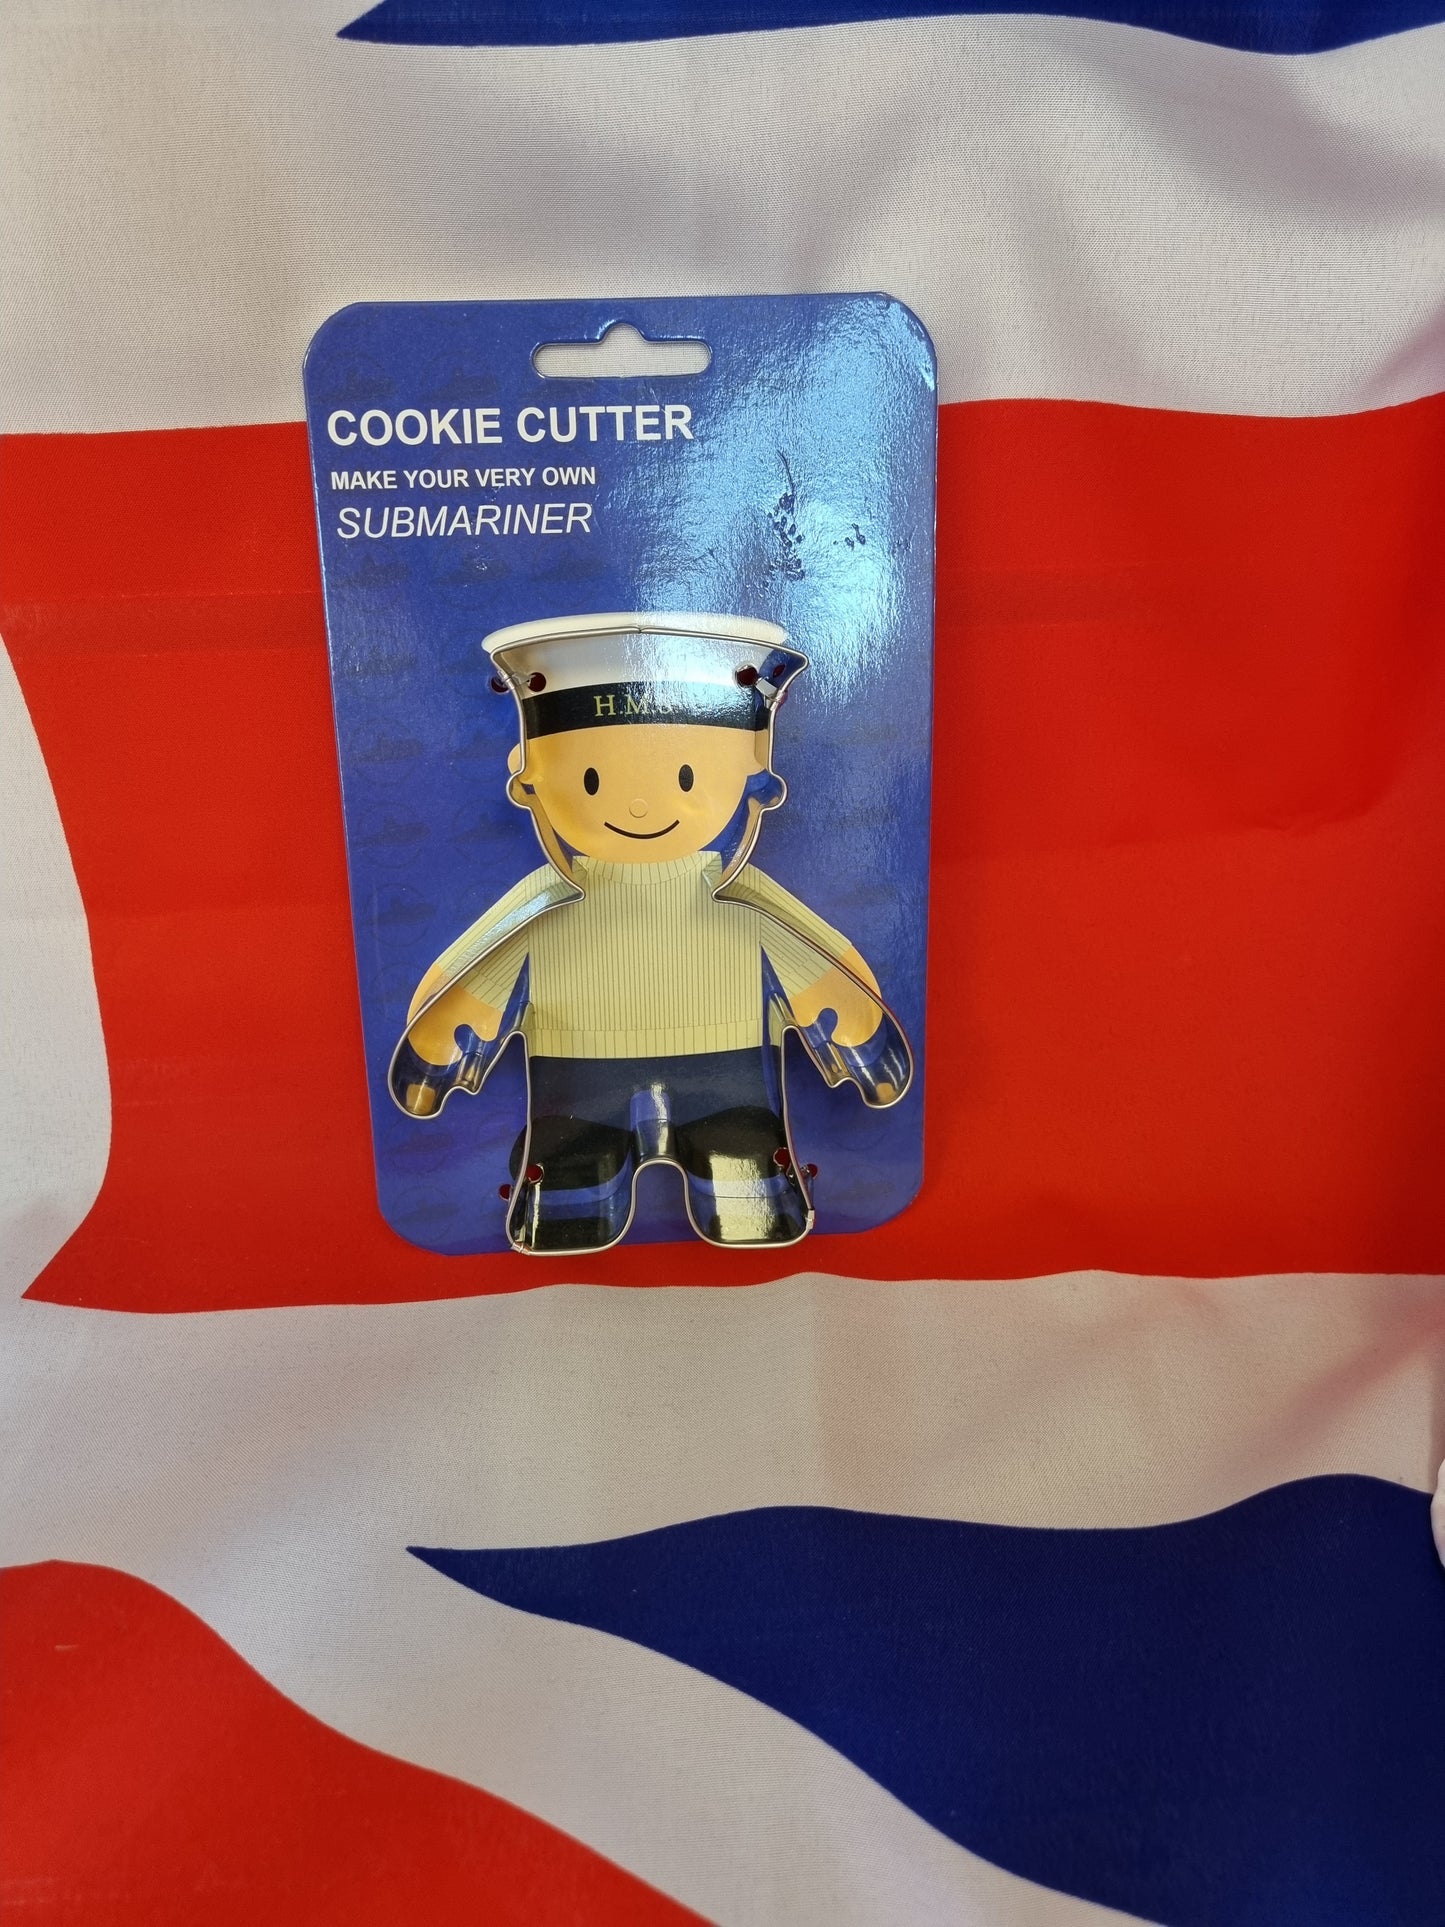 COOKIE CUTTER
MAKE YOUR VERY OWN
SUBMARINER
H.M.S